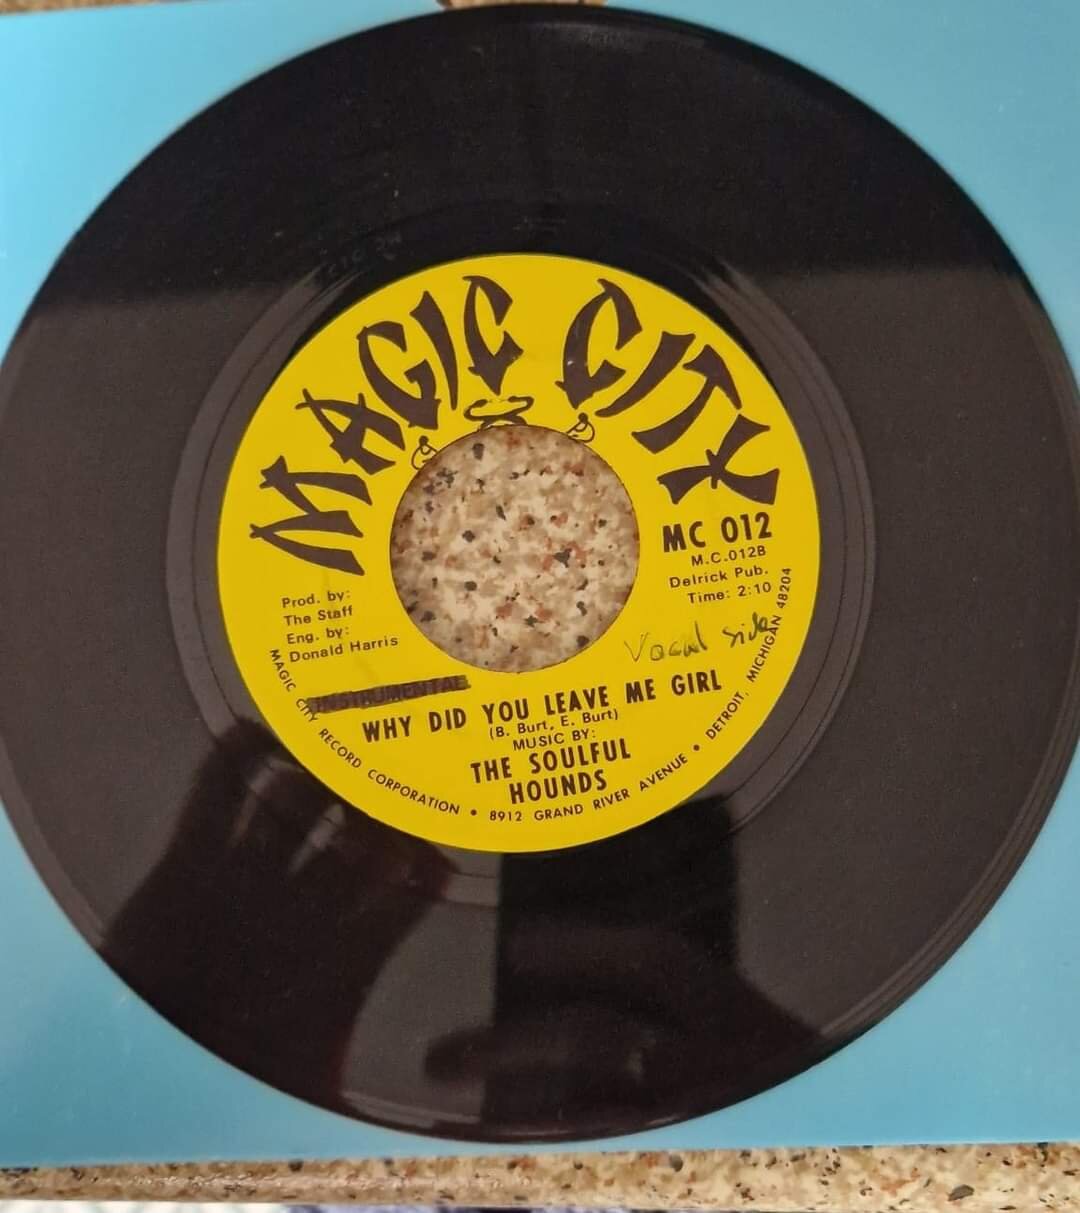 MAGIC CITY
MC 012
M.C.012B
Delrick Pub.
Time: 2:10
Prod. by:
The Staff
Eng. by:
Donald Harris
Vocal side
INSTRUMENTAL
WHY DID YOU LEAVE ME GIRL
(B. Burt, E. Burt)
MUSIC BY:
THE SOULFUL
HOUNDS
MAGIC CITY RECORD CORPORATION • 8912 GRAND RIVER AVENUE • DETROIT, MICHIGAN 48204